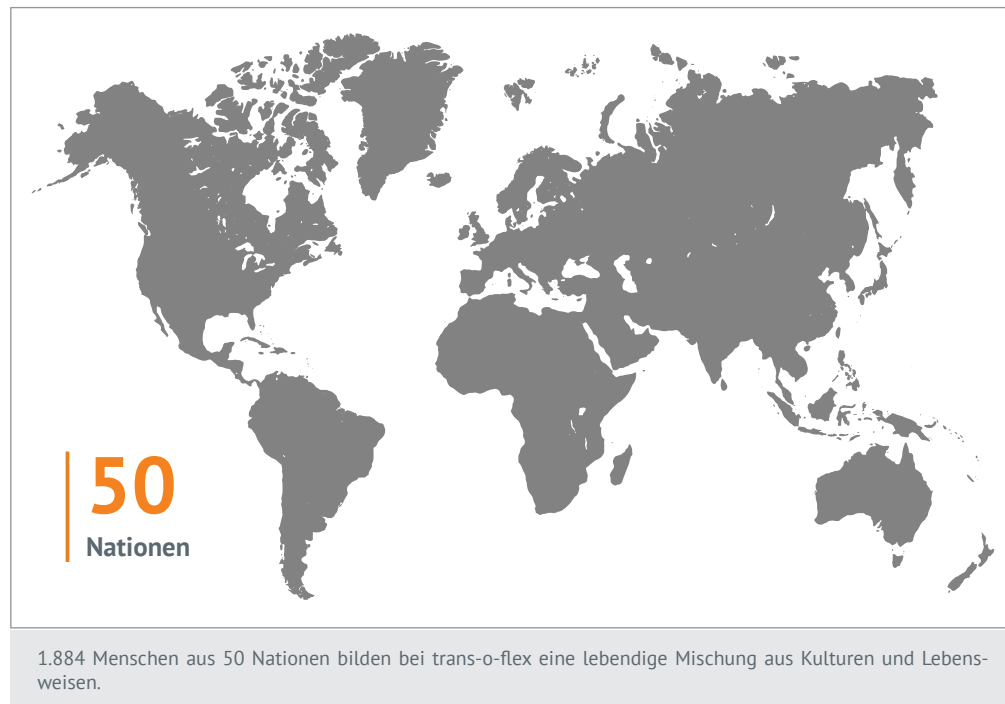 50
Nationen
1.884 Menschen aus 50 Nationen bilden bei trans-o-flex eine lebendige Mischung aus Kulturen und Lebens-
weisen.